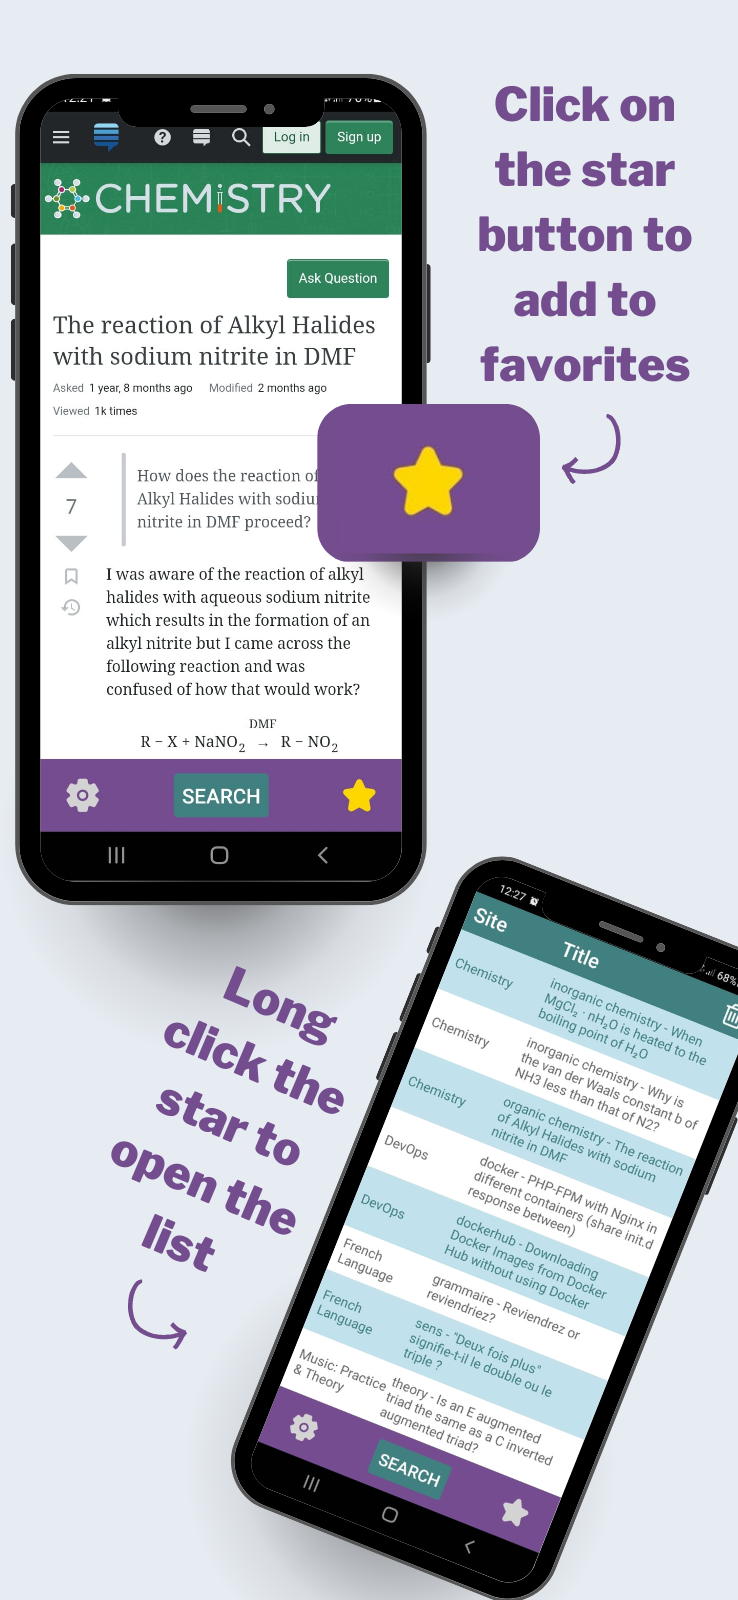 Click on
the star
button to
add to
favorites
Log in
Sign up
CHEMISTRY
Ask Question
The reaction of Alkyl Halides
with sodium nitrite in DMF
Asked 1 year, 8 months ago Modified 2 months ago
Viewed 1k times
7
How does the reaction of
Alkyl Halides with
nitrite in DMF proceed?
I was aware of the reaction of alkyl
halides with aqueous sodium nitrite
which results in the formation of an
alkyl nitrite but I came across the
following reaction and was
confused of how that would work?
DMF
R − X + NaNO₂ → R − NO₂
SEARCH
Long
click the
star to
open the
list
12:27
68%
Site Title
Chemistry
inorganic chemistry - When
MgCl₂ · nH₂O is heated to the
boiling point of H₂O
Chemistry
inorganic chemistry - Why is
the van der Waals constant b of
NH3 less than that of N2?
Chemistry
organic chemistry - The reaction
of Alkyl Halides with sodium
nitrite in DMF
DevOps
docker - PHP-FPM with Nginx in
different containers (share init.d
response between)
DevOps
dockerhub - Downloading
Docker Images from Docker
Hub without using Docker
French
Language
grammaire - Reviendrez or
reviendriez?
French
Language
sens - "Deux fois plus"
signifie-t-il le double ou le
triple ?
Music: Practice
& Theory
theory - Is an E augmented
triad the same as a C inverted
augmented triad?
SEARCH